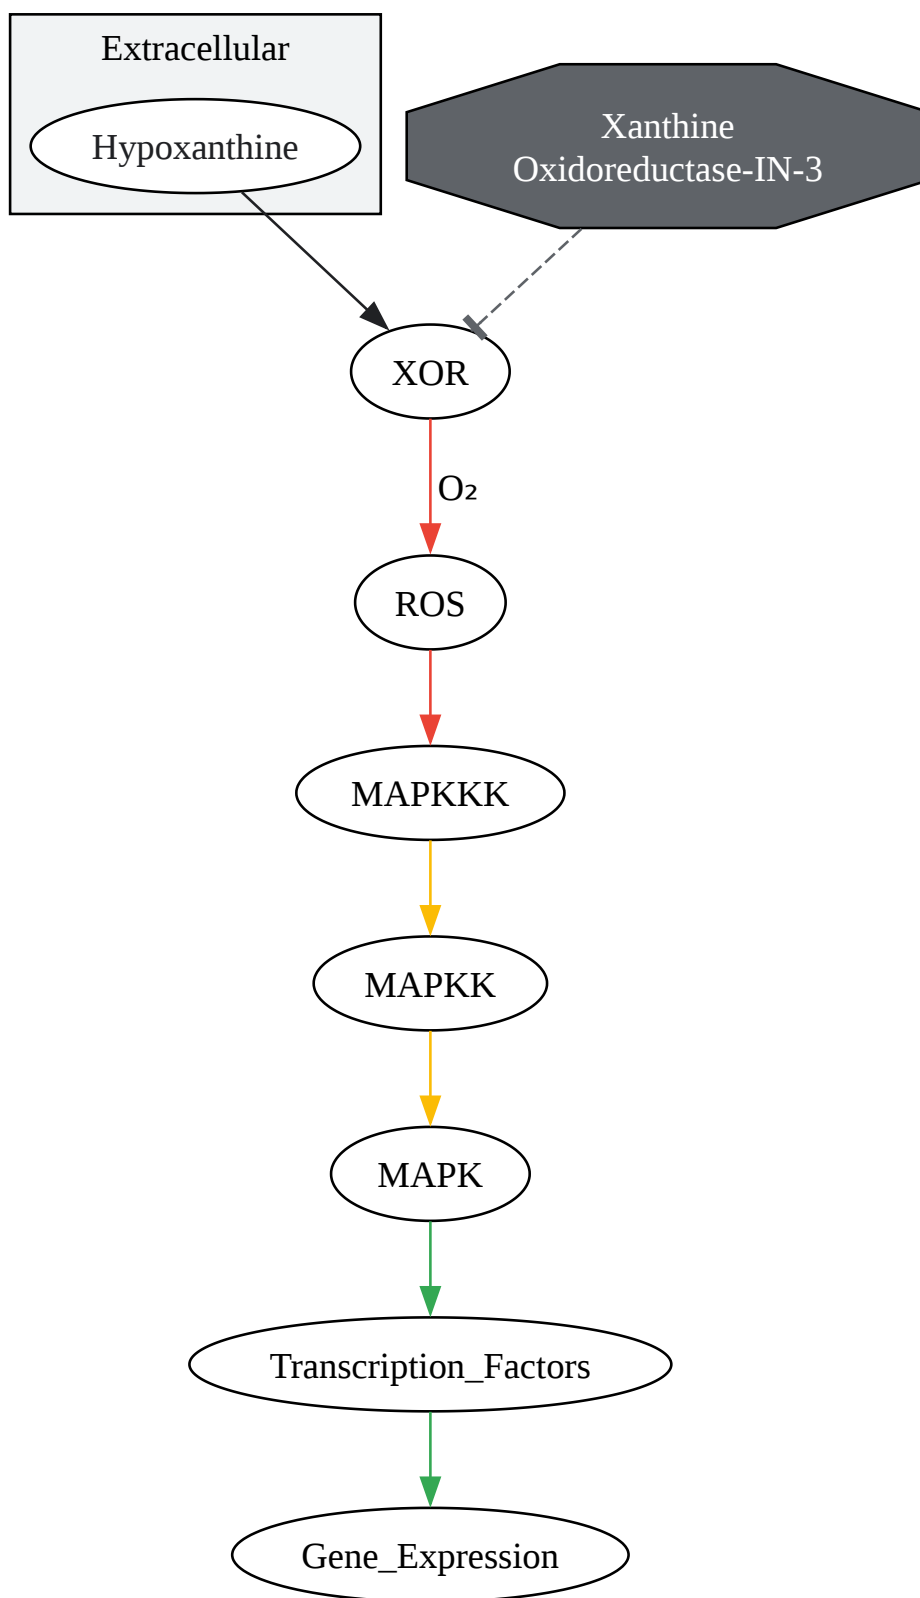 Extracellular
Hypoxanthine
Xanthine
Oxidoreductase-IN-3
XOR
O₂
ROS
MAPKKK
MAPKK
MAPK
Transcription_Factors
Gene_Expression